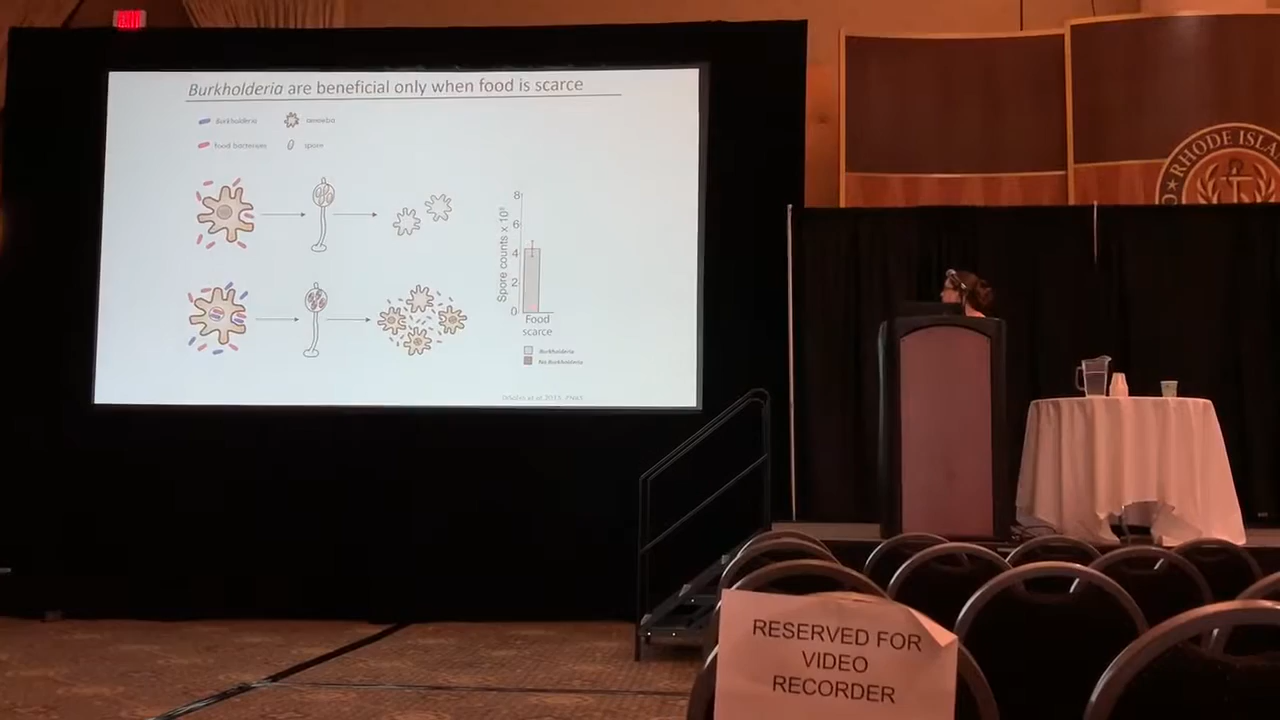 EXIT
Burkholderia are beneficial only when food is scarce
Burkholderia
amoeba
food bacterium
spore
8
6
4
2
0
Spore counts x 10
Food
scarce
Burkholderia
No Burkholderia
RHODE ISLA
RESERVED FOR
VIDEO
RECORDER